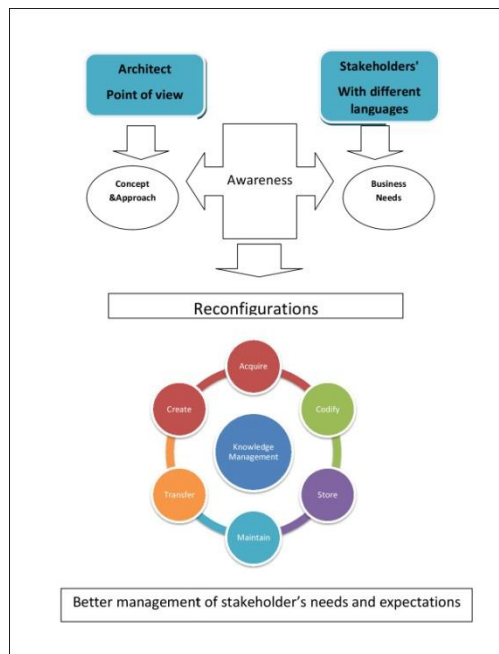 Architect
Point of view
Stakeholders'
With different
languages
Concept
&Approach
Awareness
Business
Needs
Reconfigurations
Acquire
Create
Codify
Knowledge
Management
Transfer
Store
Maintain
Better management of stakeholder's needs and expectations